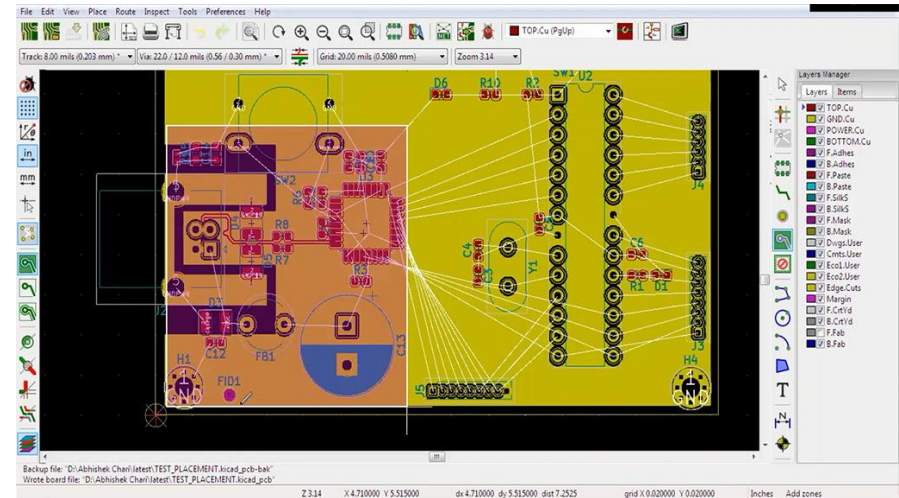 File Edit View Place Route Inspect Tools Preferences Help
TOP.Cu (PgUp)
Track: 8.00 mils (0.203 mm) *
Via: 22.0 / 12.0 mils (0.56 / 0.30 mm) *
Grid: 20.00 mils (0.5080 mm)
Zoom 3.14
Layers Manager
Layers Items
TOP.Cu
GND.Cu
POWER.Cu
BOTTOM.Cu
F.Adhes
B.Adhes
F.Paste
B.Paste
F.SilkS
B.SilkS
F.Mask
B.Mask
Dwgs.User
Cmts.User
Eco1.User
Eco2.User
Edge.Cuts
Margin
F.CrtYd
B.CrtYd
F.Fab
B.Fab
in
mm
D6 R10 R2 SW1 U2
U3
SW2
J4
R6
D4
R8
R7
D5
R3
C4
C3
Y1
C6
R1 D1
J2
D3
C12
FB1
C13
J3
H1
FID1
GND
J5
H4
GND
T
N
Backup file: "D:\Abhishek Chari\latest\TEST_PLACEMENT.kicad_pcb-bak"
Wrote board file: "D:\Abhishek Chari\latest\TEST_PLACEMENT.kicad_pcb"
Z 3.14 X 4.710000 Y 5.515000 dx 4.710000 dy 5.515000 dist 7.2525 grid X 0.020000 Y 0.020000 Inches Add zones